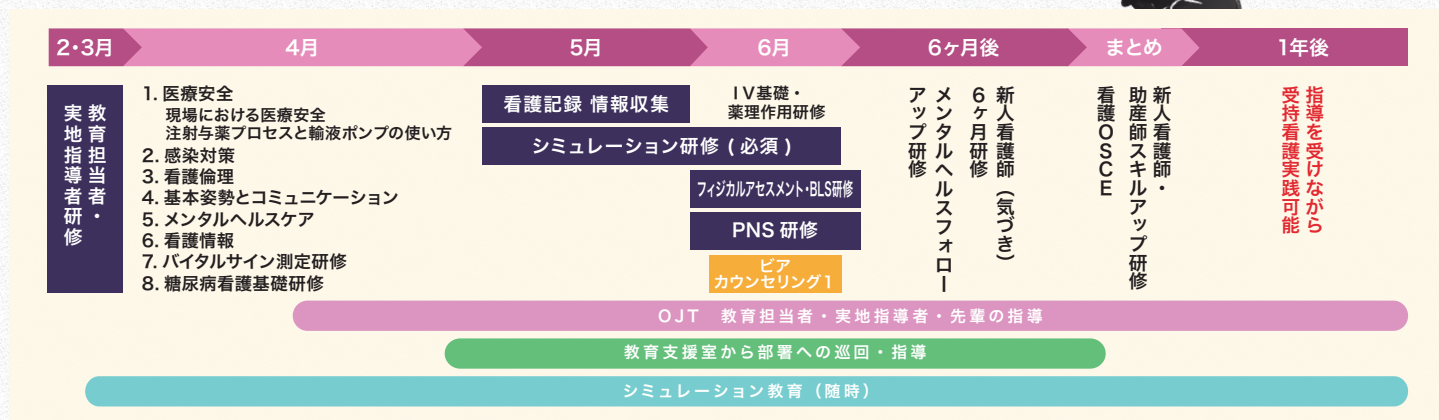 2・3月
4月
5月
6月
6ヶ月後
まとめ
1年後
教育担当者・
実地指導者研修
1. 医療安全
現場における医療安全
注射与薬プロセスと輸液ポンプの使い方
2. 感染対策
3. 看護倫理
4. 基本姿勢とコミュニケーション
5. メンタルヘルスケア
6. 看護情報
7. バイタルサイン測定研修
8. 糖尿病看護基礎研修
看護記録 情報収集
シミュレーション研修 ( 必須 )
IV基礎・
薬理作用研修
フィジカルアセスメント・BLS研修
PNS 研修
ピア
カウンセリング1
新人看護師（気づき）
6ヶ月研修
メンタルヘルスフォロー
アップ研修
新人看護師・
助産師スキルアップ研修
看護OSCE
指導を受けながら
受持看護実践可能
OJT 教育担当者・実地指導者・先輩の指導
教育支援室から部署への巡回・指導
シミュレーション教育（随時）